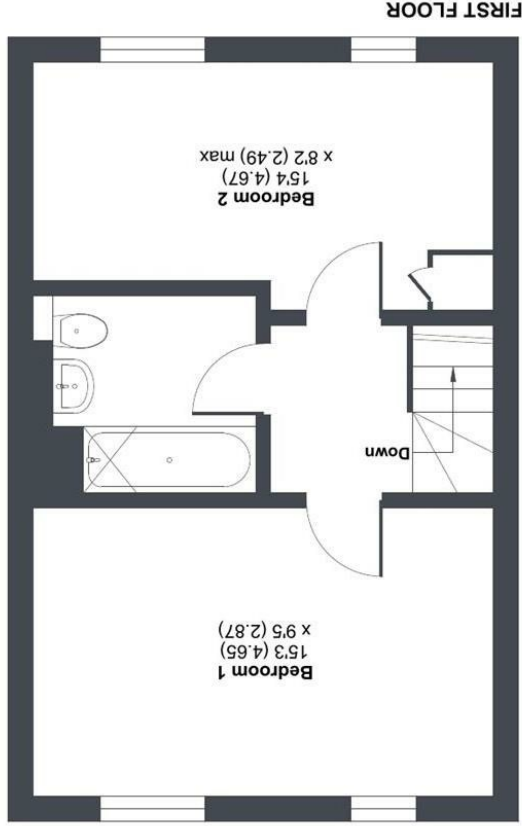 Bedroom 1
15'3 (4.65)
x 9'5 (2.87)
Down
Bedroom 2
15'4 (4.67)
x 8'2 (2.49) max
FIRST FLOOR